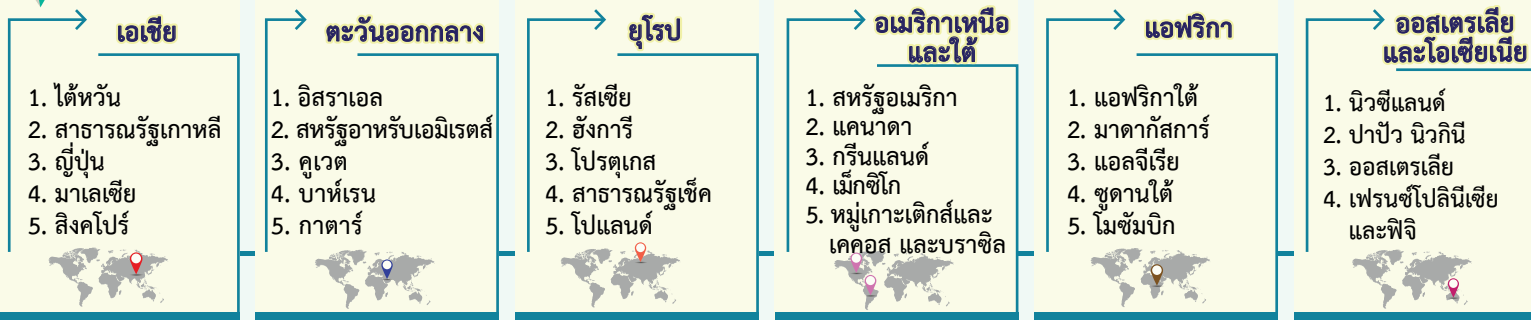 เอเชีย
1. ไต้หวัน
2. สาธารณรัฐเกาหลี
3. ญี่ปุ่น
4. มาเลเซีย
5. สิงคโปร์
ตะวันออกกลาง
1. อิสราเอล
2. สหรัฐอาหรับเอมิเรตส์
3. คูเวต
4. บาห์เรน
5. กาตาร์
ยุโรป
1. รัสเซีย
2. ฮังการี
3. โปรตุเกส
4. สาธารณรัฐเช็ค
5. โปแลนด์
อเมริกาเหนือ
และใต้
1. สหรัฐอเมริกา
2. แคนาดา
3. กรีนแลนด์
4. เม็กซิโก
5. หมู่เกาะเติกส์และ
เคคอส และบราซิล
แอฟริกา
1. แอฟริกาใต้
2. มาดากัสการ์
3. แอลจีเรีย
4. ซูดานใต้
5. โมซัมบิก
ออสเตรเลีย
และโอเชียเนีย
1. นิวซีแลนด์
2. ปาปัว นิวกินี
3. ออสเตรเลีย
4. เฟรนซ์โปลินีเซีย
และฟิจิ